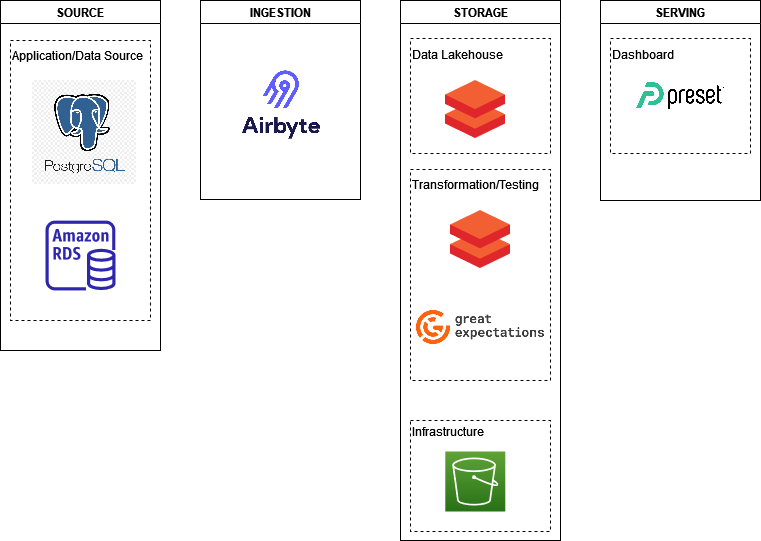 SOURCE
Application/Data Source
PostgreSQL
Amazon
RDS
INGESTION
Airbyte
STORAGE
Data Lakehouse
Transformation/Testing
great
expectations
Infrastructure
SERVING
Dashboard
preset